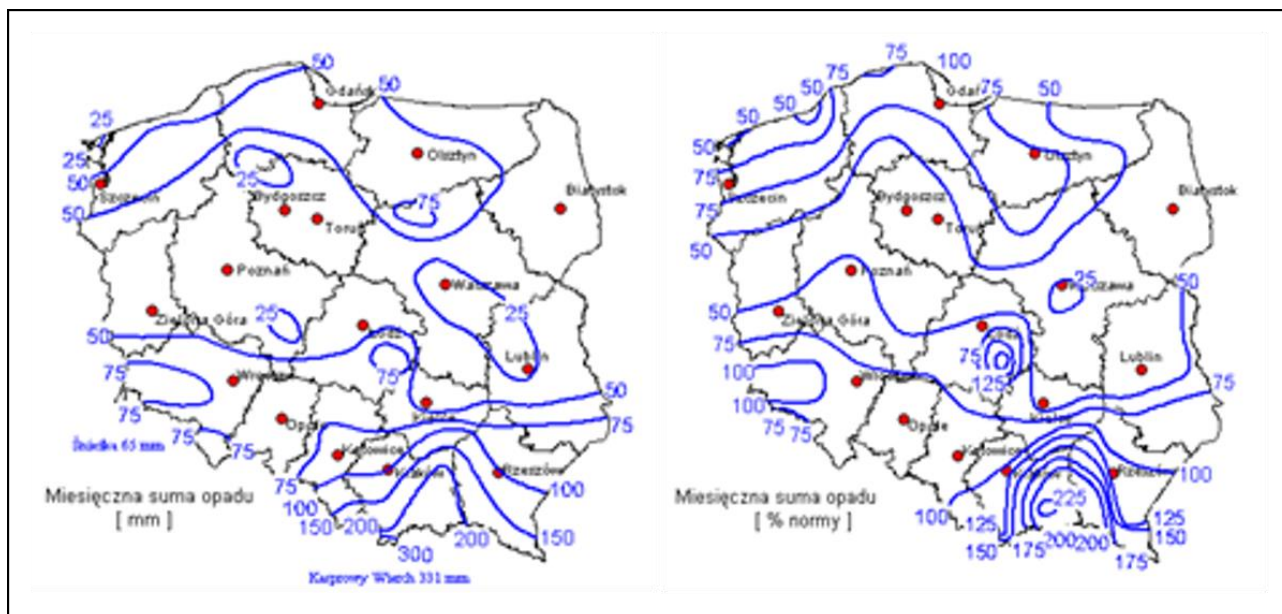 50
50
25
Gdańsk
25
Olsztyn
50
Szczecin
25
Bydgoszcz
75
Białystok
50
Toruń
Poznań
Warszawa
Zielona Góra
25
25
50
Łódź
Lublin
75
75
50
75
75
75
75
Opole
Śnieżka 65 mm
Katowice
Kraków
Rzeszów
75
100
100
150
200
200
150
300
Miesięczna suma opadu
[ mm ]
Kasprowy Wierch 331 mm
75
100
75
50
50
75
50
50
50
75
75
50
Olsztyn
Szczecin
Bydgoszcz
Białystok
Toruń
Poznań
25
Warszawa
50
Zielona Góra
50
75
Łódź
75
Lublin
100
125
75
100
75
75
Opole
Katowice
Rzeszów
100
225
Miesięczna suma opadu
[ % normy ]
100
125
150
175
200
200
125
150
175